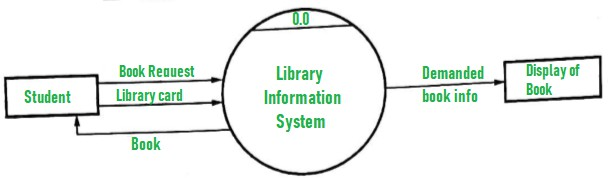 0.0
Student
Book Request
Library card
Book
Library
Information
System
Demanded
book info
Display of
Book